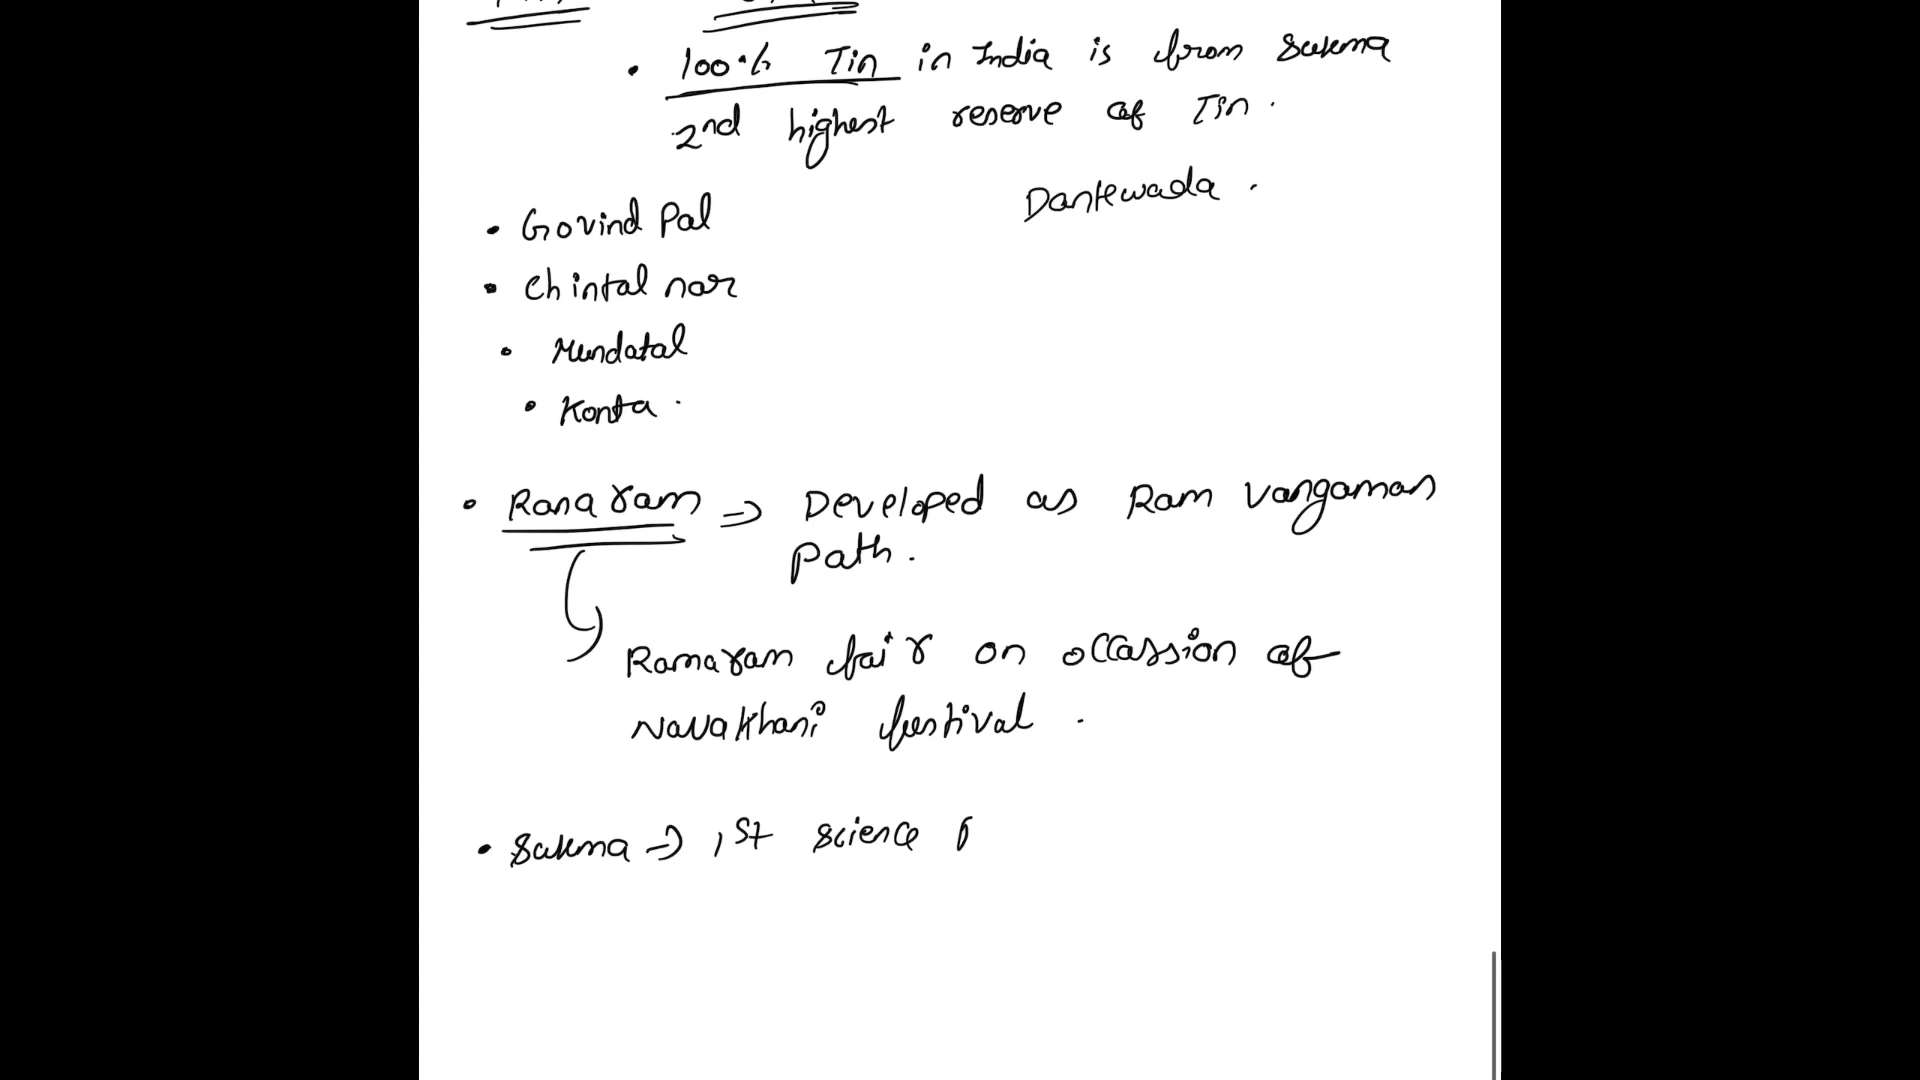 • 100% Tin in India is from Sukma
2nd highest reserve of Tin.
Dantewada.
• Govind Pal
• Chintal nar
• Mundatal
• Konta.
• Ramaram => Developed as Ram Vangaman
Path.
Ramaram fair on occassion of
Navakhani festival.
• Sukma => 1st science